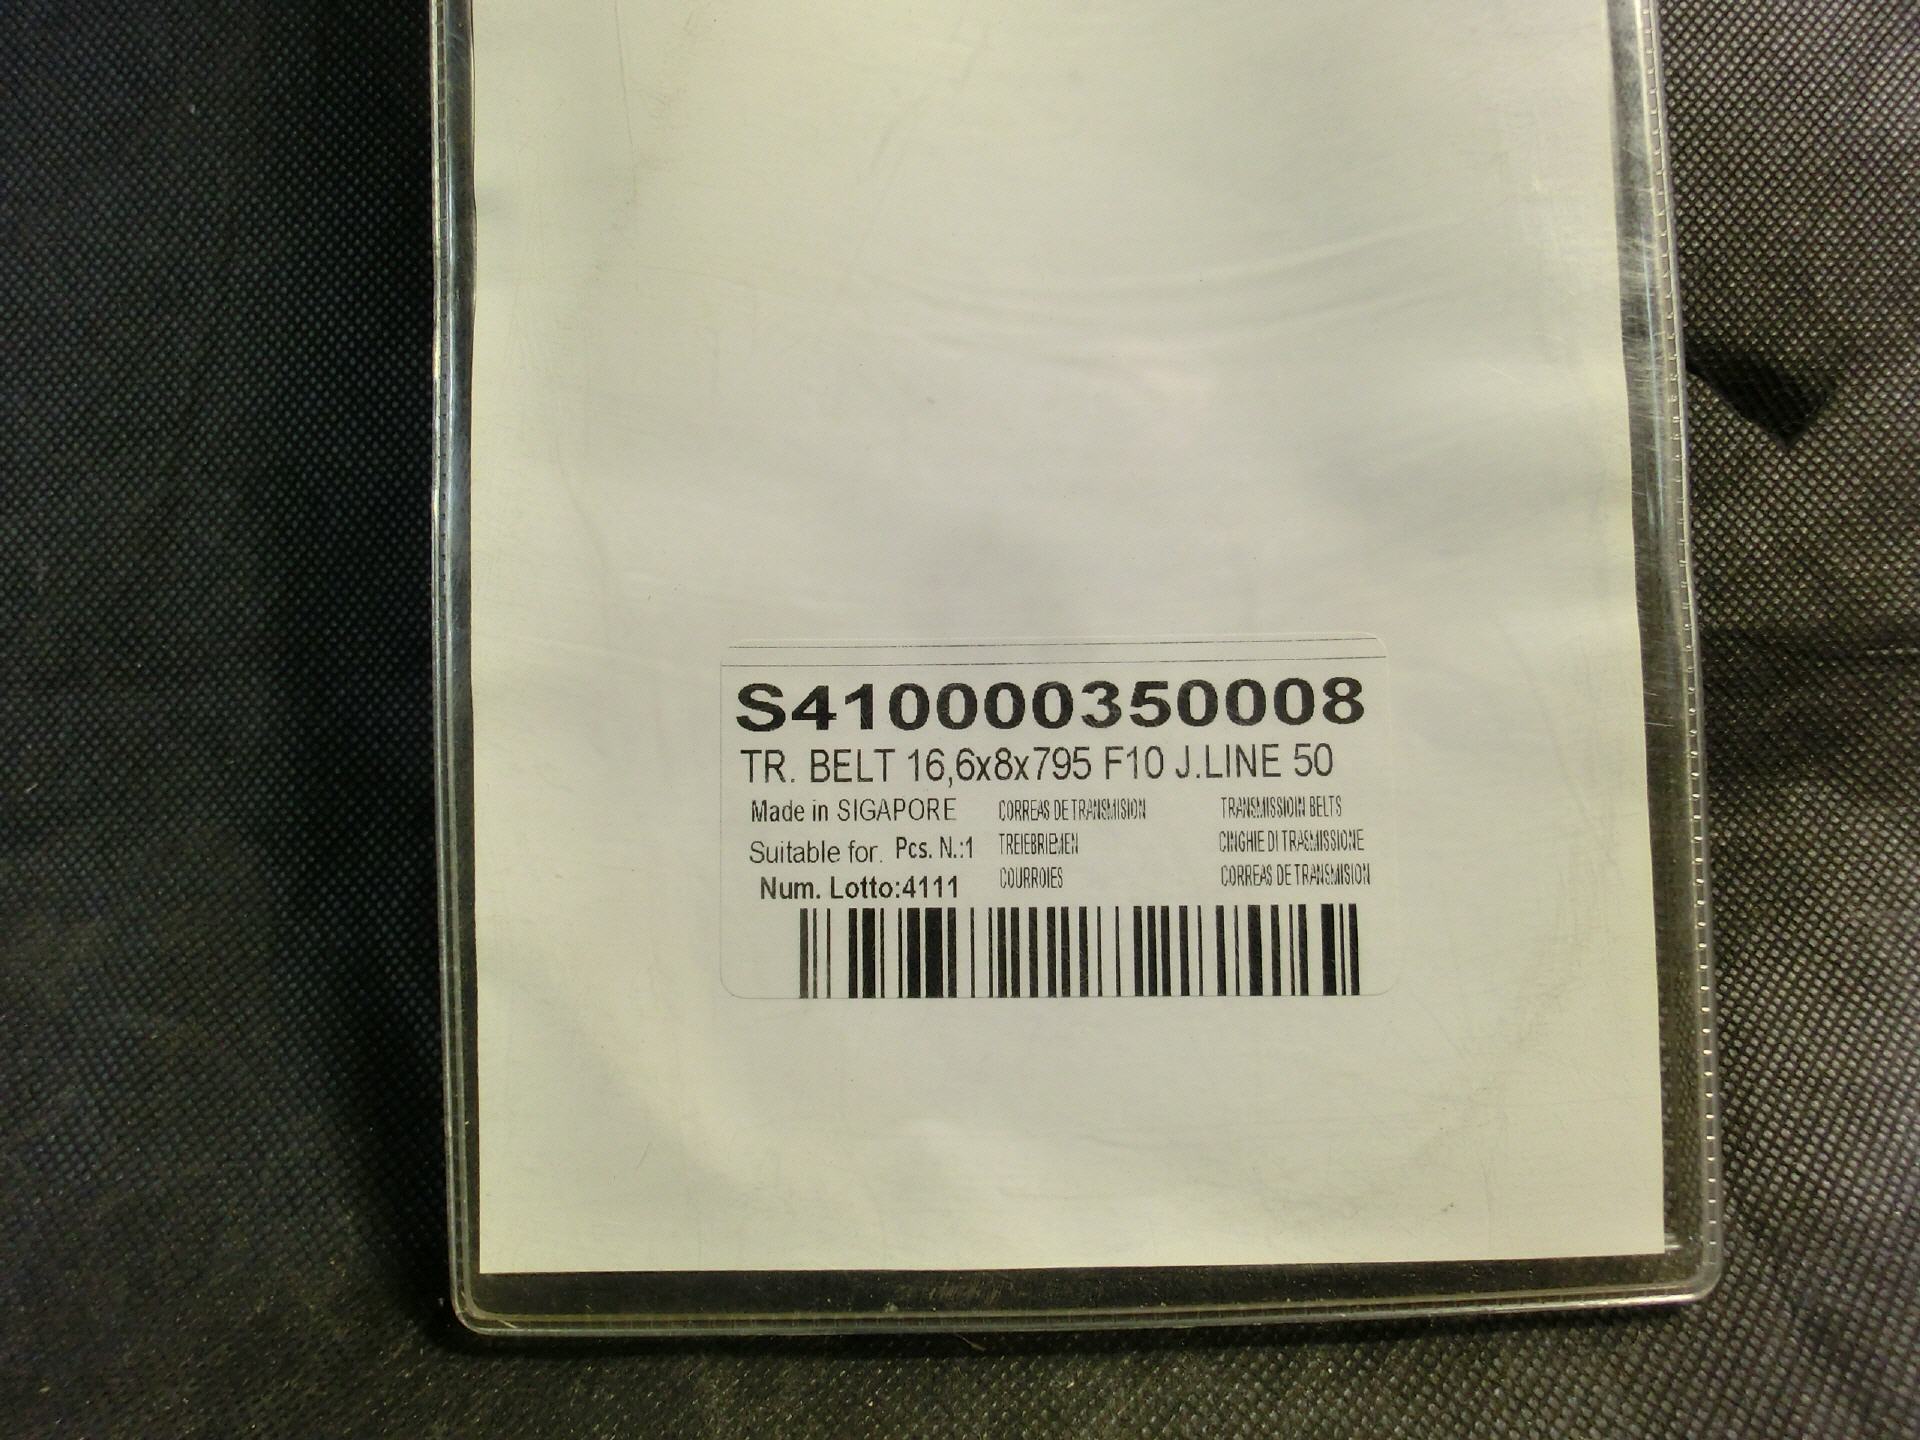 S410000350008
TR. BELT 16,6x8x795 F10 J.LINE 50
Made in SIGAPORE CORREAS DE TRANSMISION TRANSMISSIOIN BELTS
Suitable for. Pcs. N.:1 TREIEBRIEMEN CINGHIE DI TRASMISSIONE
Num. Lotto:4111 COURROIES CORREAS DE TRANSMISION